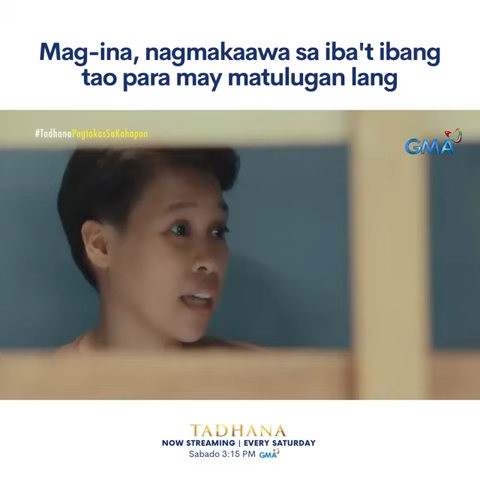 Mag-ina, nagmakaawa sa iba't ibang
tao para may matulugan lang
#TadhanaPagtakasSaKahapon
GMA
TADHANA
NOW STREAMING | EVERY SATURDAY
Sabado 3:15 PM GMA